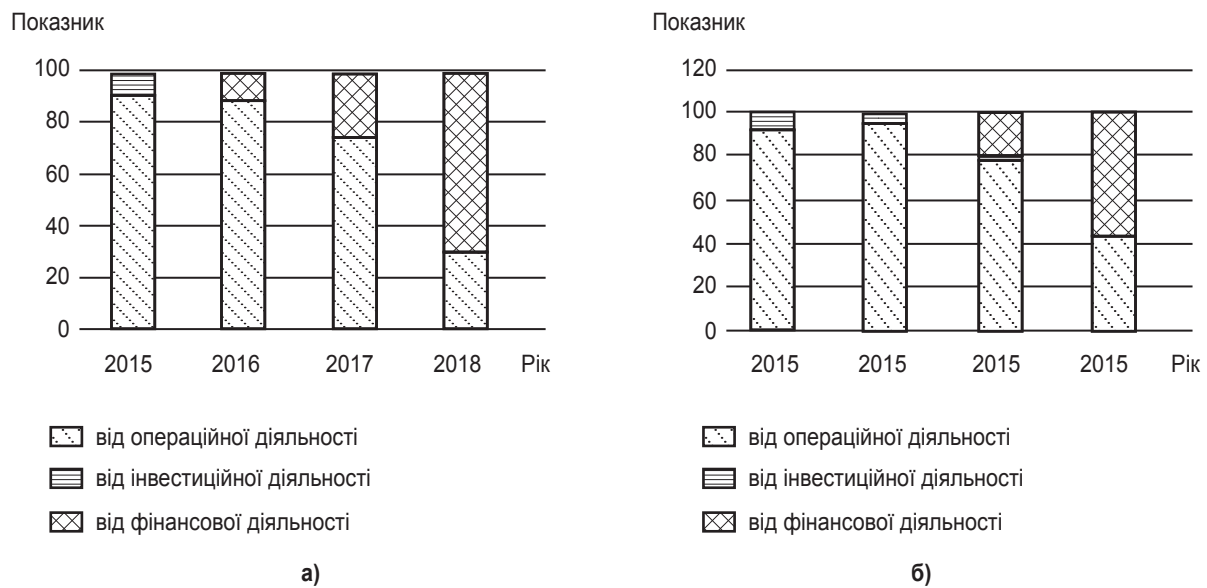 Показник
100
80
60
40
20
0
2015 2016 2017 2018 Рік
від операційної діяльності
від інвестиційної діяльності
від фінансової діяльності
а)
Показник
120
100
80
60
40
20
0
2015 2015 2015 2015 Рік
від операційної діяльності
від інвестиційної діяльності
від фінансової діяльності
б)